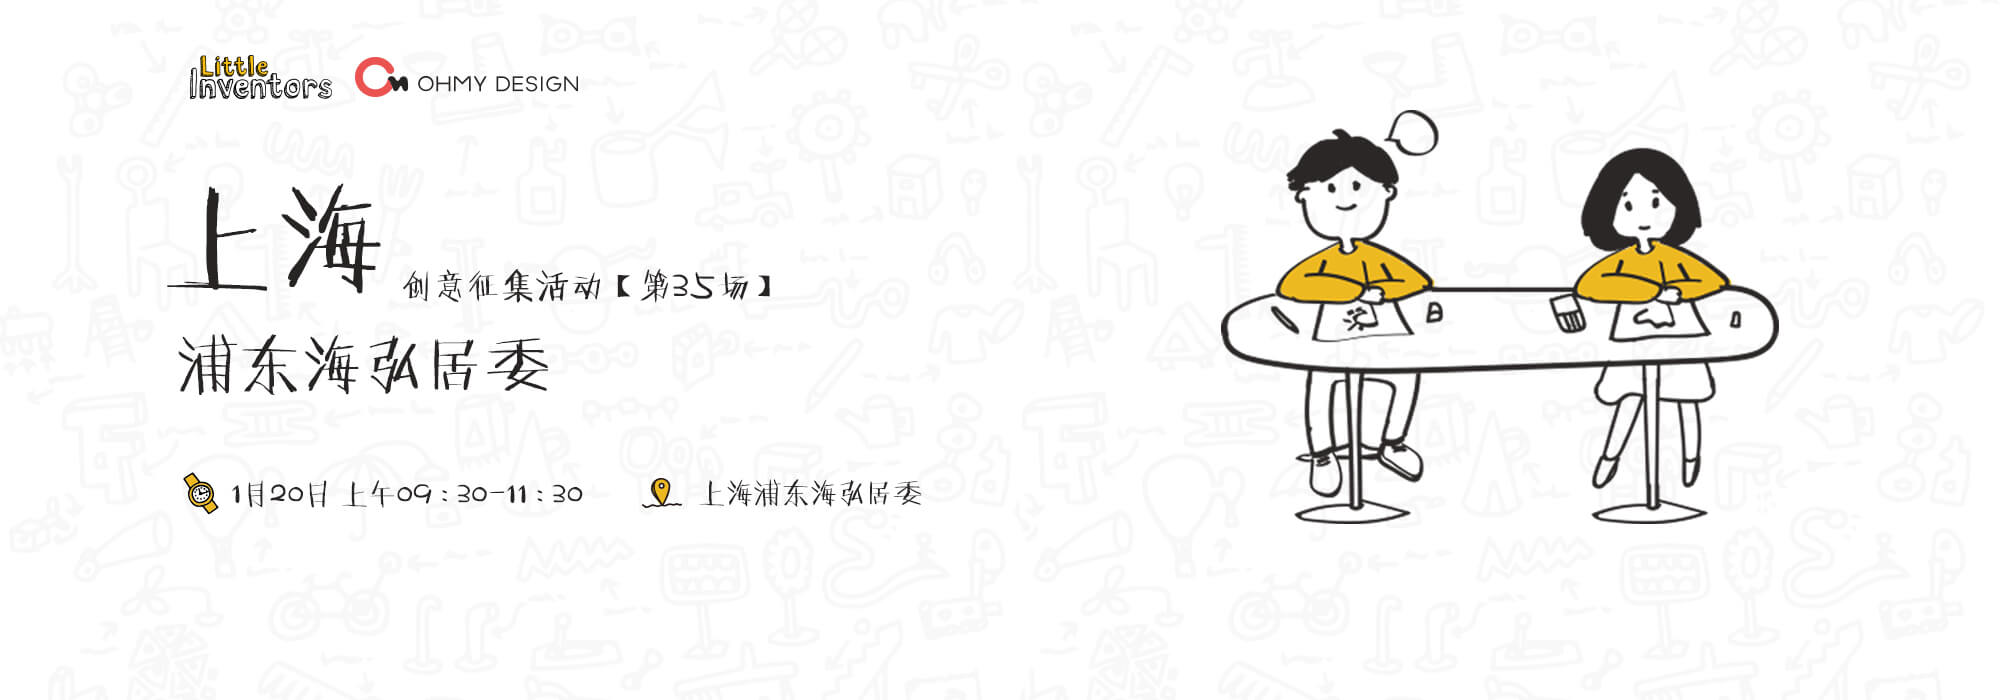 Little
Inventors
OHMY DESIGN
上海
创意征集活动【第35场】
浦东海弘居委
1月20日 上午09:30-11:30
上海浦东海弘居委